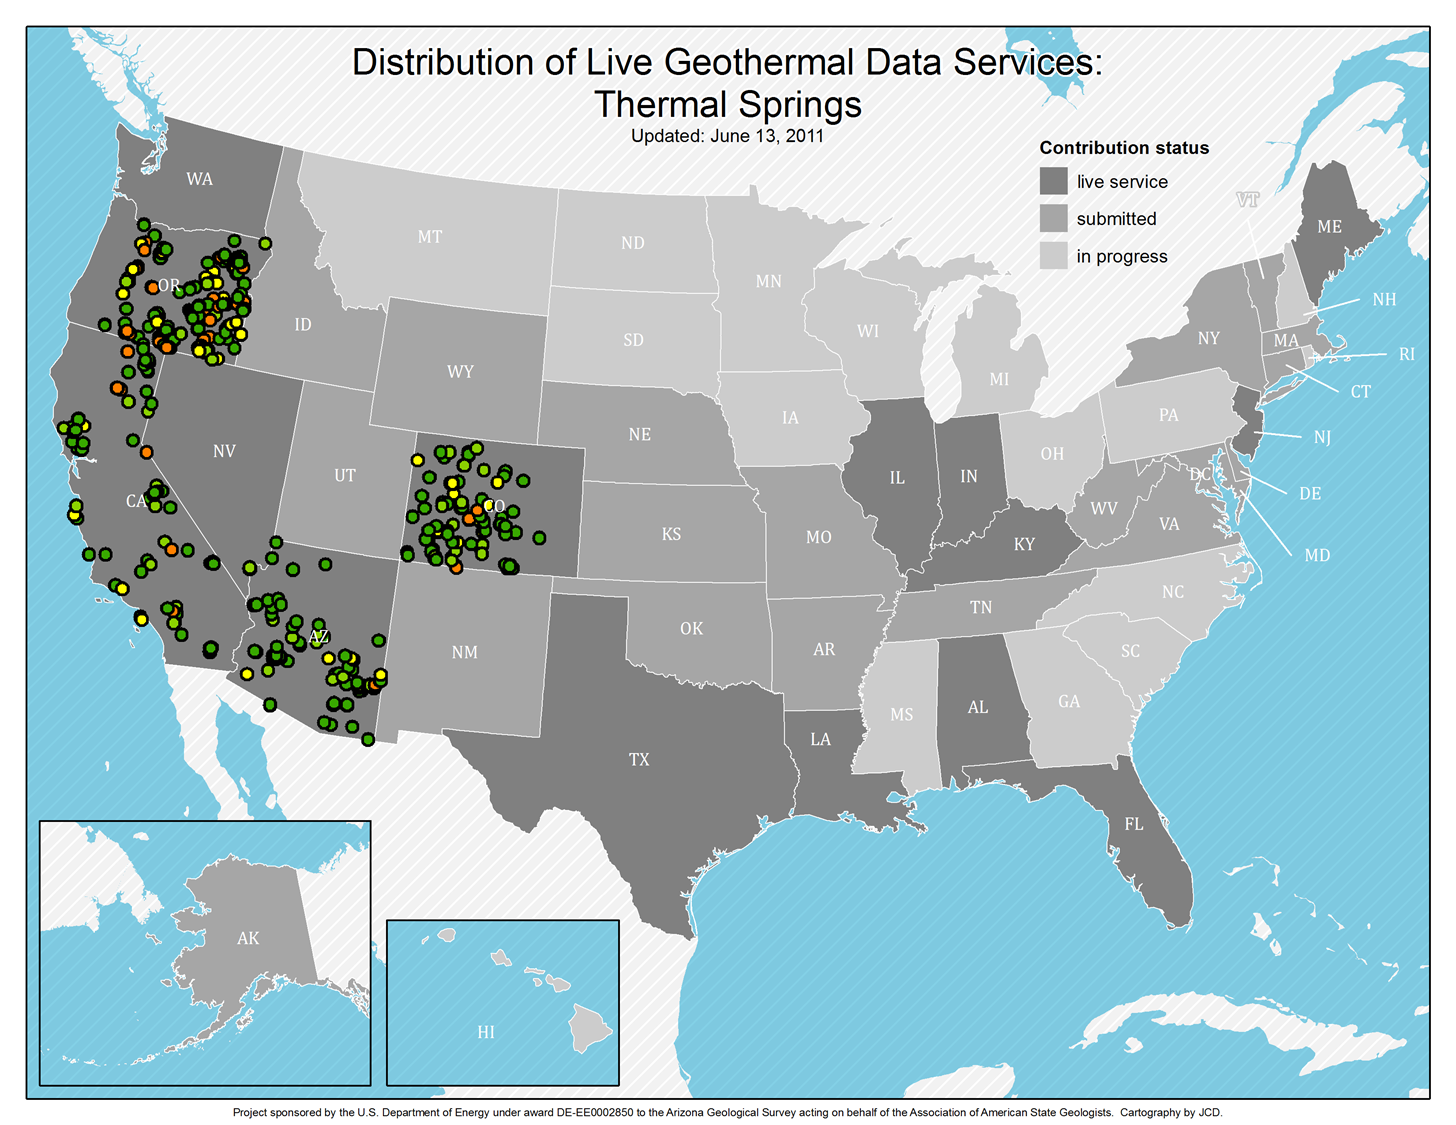 Distribution of Live Geothermal Data Services:
Thermal Springs
Updated: June 13, 2011
Contribution status
live service
submitted
in progress
WA
MT
ND
MN
VT
ME
OR
ID
SD
WI
MI
NY
NH
MA
RI
CT
WY
NV
UT
NE
IA
IL
IN
OH
PA
NJ
DC
DE
MD
CA
CO
KS
MO
KY
WV
VA
AZ
NM
OK
AR
TN
NC
SC
TX
LA
MS
AL
GA
FL
AK
HI
Project sponsored by the U.S. Department of Energy under award DE-EE0002850 to the Arizona Geological Survey acting on behalf of the Association of American State Geologists. Cartography by JCD.